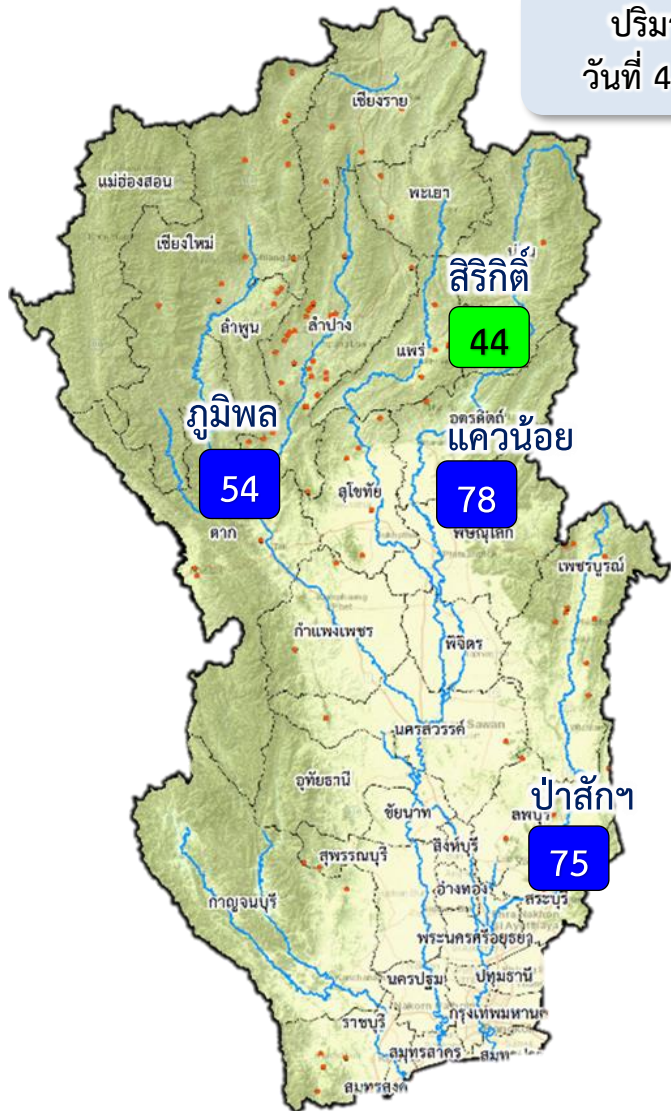 ปริม
วันที่ 4
เชียงราย
แม่ฮ่องสอน
พะเยา
เชียงใหม่
น่าน
สิริกิติ์
44
ลำพูน
ลำปาง
แพร่
ภูมิพล
54
อุตรดิตถ์
แควน้อย
78
สุโขทัย
ตาก
พิษณุโลก
เพชรบูรณ์
กำแพงเพชร
พิจิตร
นครสวรรค์
Sawan
อุทัยธานี
ป่าสักฯ
75
ชัยนาท
ลพบุรี
สิงห์บุรี
สุพรรณบุรี
อ่างทอง
สระบุรี
กาญจนบุรี
พระนครศรีอยุธยา
นครปฐม
ปทุมธานี
ราชบุรี
กรุงเทพมหานค
สมุทรสาคร
สมุทรสงค